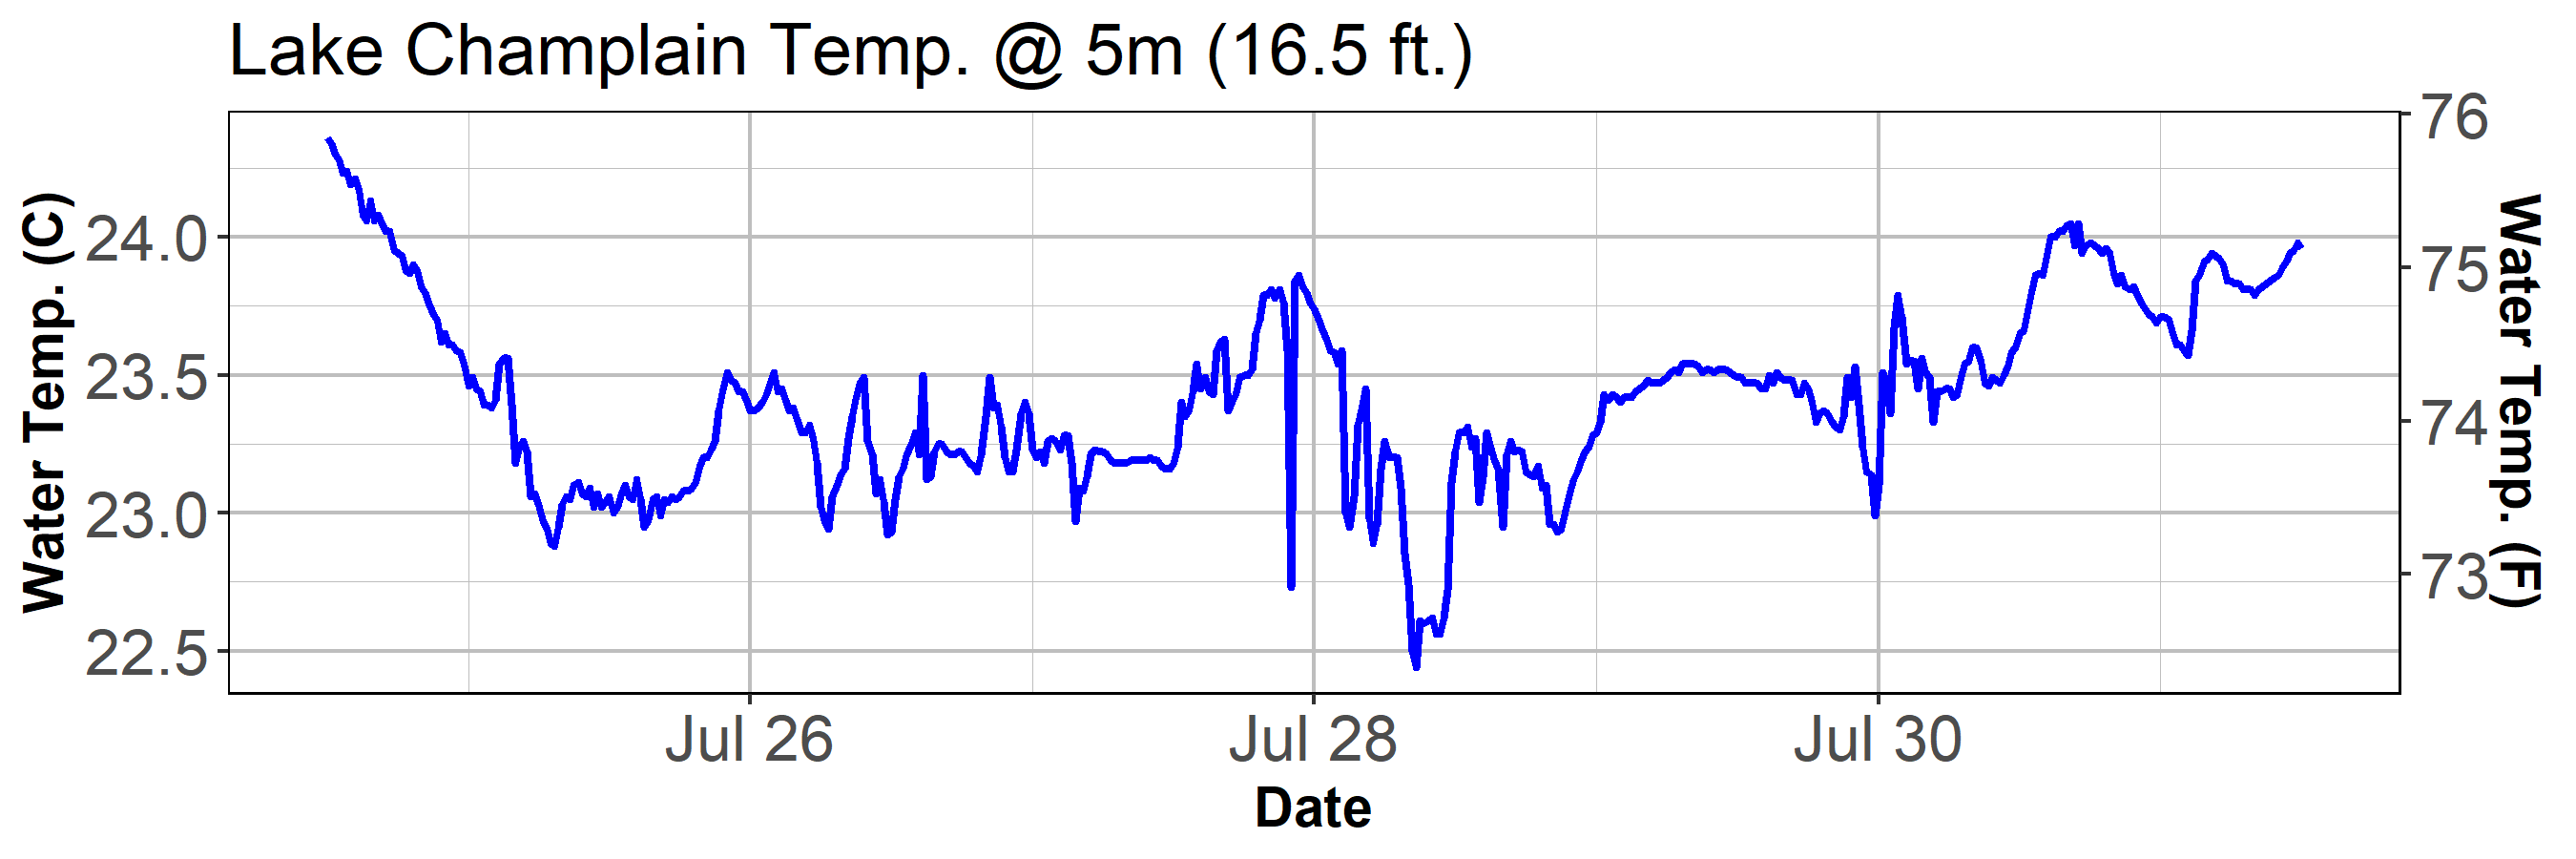 Lake Champlain Temp. @ 5m (16.5 ft.)
Water Temp. (C)
24.0
23.5
23.0
22.5
76
75
74
73
Water Temp. (F)
Jul 26 Jul 28 Jul 30
Date